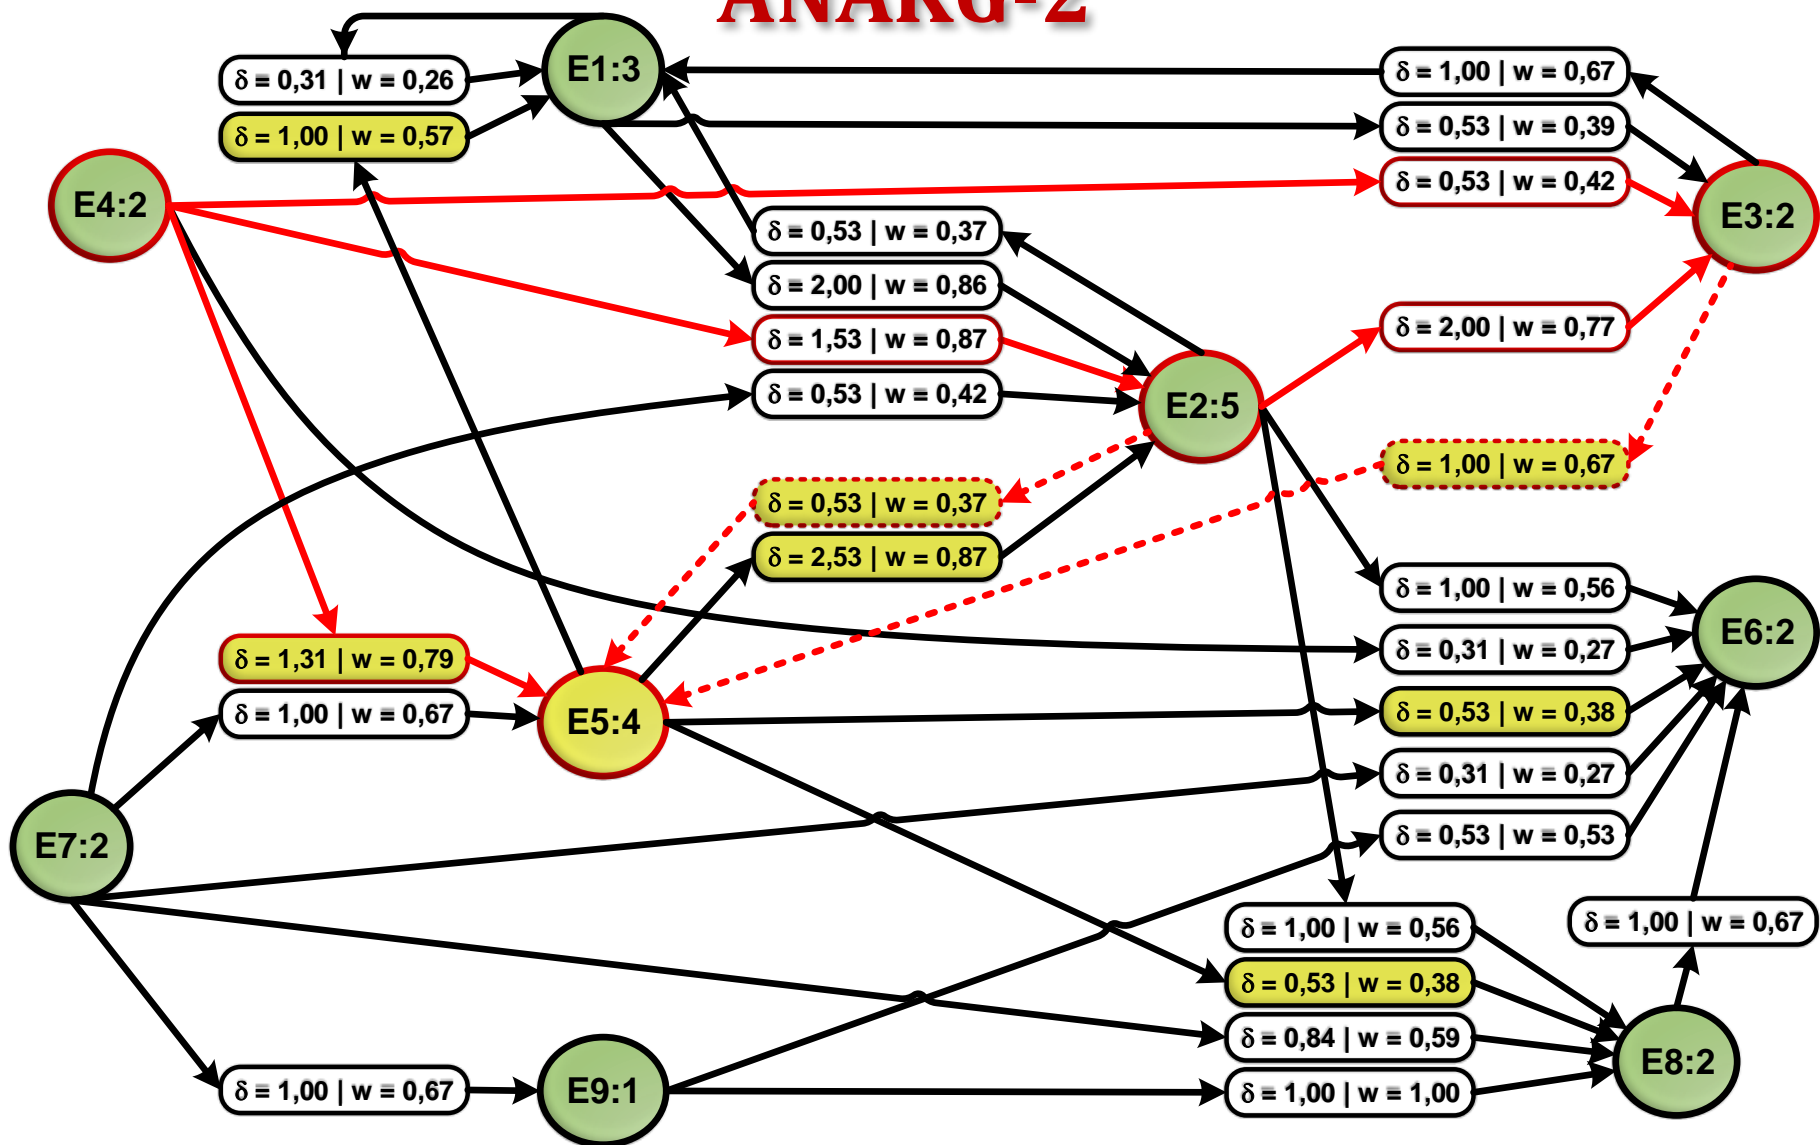 ANAKG-2
E1:3
δ = 0,31 | w = 0,26
δ = 1,00 | w = 0,57
δ = 1,00 | w = 0,67
δ = 0,53 | w = 0,39
δ = 0,53 | w = 0,42
E4:2
E3:2
δ = 0,53 | w = 0,37
δ = 2,00 | w = 0,86
δ = 1,53 | w = 0,87
δ = 0,53 | w = 0,42
δ = 2,00 | w = 0,77
E2:5
δ = 1,00 | w = 0,67
δ = 0,53 | w = 0,37
δ = 2,53 | w = 0,87
δ = 1,00 | w = 0,56
δ = 0,31 | w = 0,27
δ = 0,53 | w = 0,38
δ = 0,31 | w = 0,27
δ = 0,53 | w = 0,53
E6:2
δ = 1,31 | w = 0,79
δ = 1,00 | w = 0,67
E5:4
E7:2
δ = 1,00 | w = 0,56
δ = 0,53 | w = 0,38
δ = 0,84 | w = 0,59
δ = 1,00 | w = 1,00
δ = 1,00 | w = 0,67
E8:2
δ = 1,00 | w = 0,67
E9:1